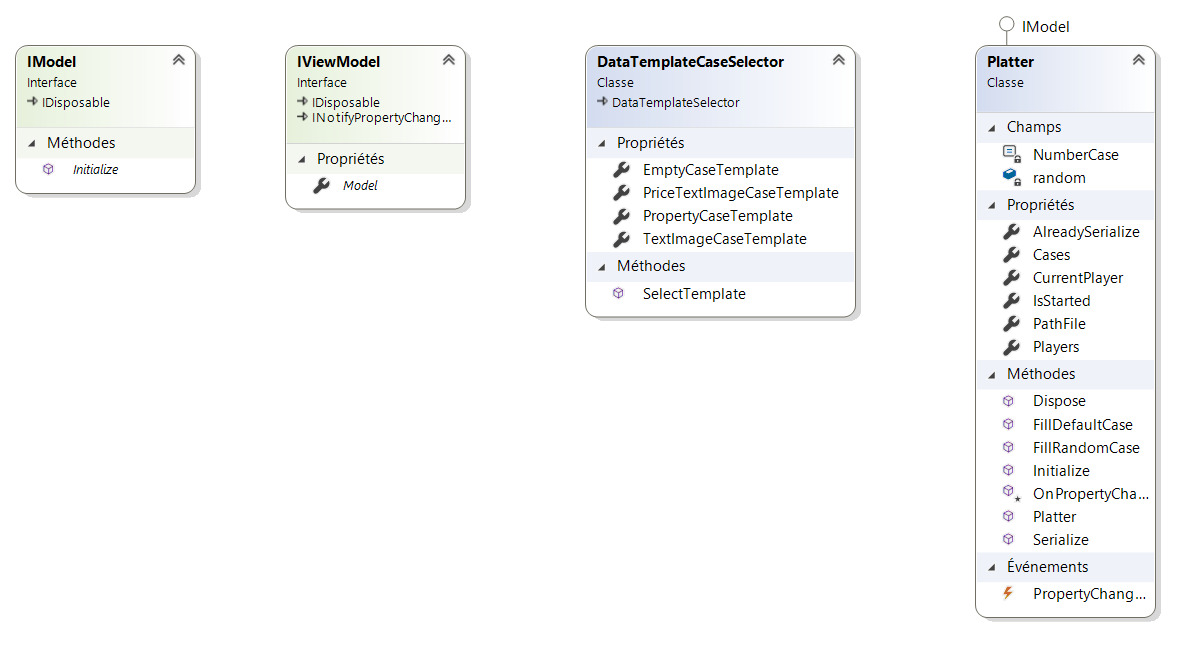 IModel
Interface
IDisposable
Méthodes
Initialize
IViewModel
Interface
IDisposable
INotifyPropertyChang...
Propriétés
Model
DataTemplateCaseSelector
Classe
DataTemplateSelector
Propriétés
EmptyCaseTemplate
PriceTextImageCaseTemplate
PropertyCaseTemplate
TextImageCaseTemplate
Méthodes
SelectTemplate
IModel
Platter
Classe
Champs
NumberCase
random
Propriétés
AlreadySerialize
Cases
CurrentPlayer
IsStarted
PathFile
Players
Méthodes
Dispose
FillDefaultCase
FillRandomCase
Initialize
OnPropertyCha...
Platter
Serialize
Événements
PropertyChang...